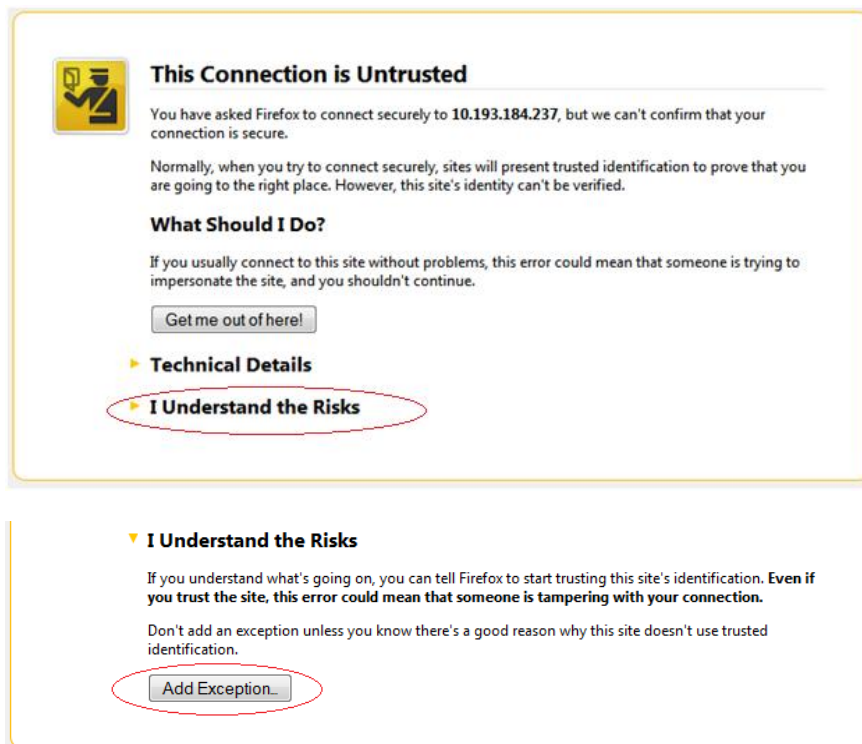 This Connection is Untrusted
You have asked Firefox to connect securely to 10.193.184.237, but we can't confirm that your
connection is secure.
Normally, when you try to connect securely, sites will present trusted identification to prove that you
are going to the right place. However, this site's identity can't be verified.
What Should I Do?
If you usually connect to this site without problems, this error could mean that someone is trying to
impersonate the site, and you shouldn't continue.
Get me out of here!
Technical Details
I Understand the Risks
I Understand the Risks
If you understand what's going on, you can tell Firefox to start trusting this site's identification. Even if
you trust the site, this error could mean that someone is tampering with your connection.
Don't add an exception unless you know there's a good reason why this site doesn't use trusted
identification.
Add Exception...